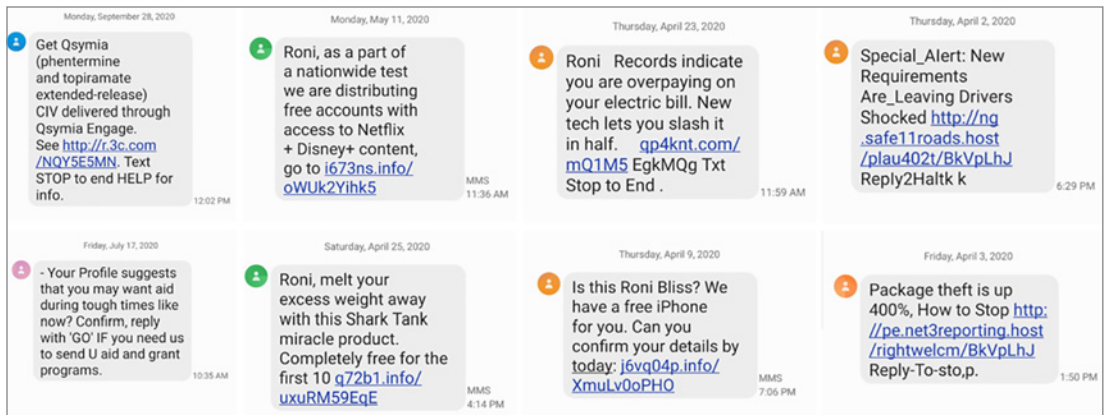 Monday, September 28, 2020
Get Qsymia
(phentermine
and topiramate
extended-release)
CIV delivered through
Qsymia Engage.
See http://r.3c.com
/NQY5E5MN. Text
STOP to end HELP for
info.
12:02 PM
Monday, May 11, 2020
Roni, as a part of
a nationwide test
we are distributing
free accounts with
access to Netflix
+ Disney+ content,
go to i673ns.info/
oWUk2Yihk5
MMS
11:36 AM
Thursday, April 23, 2020
Roni Records indicate
you are overpaying on
your electric bill. New
tech lets you slash it
in half. qp4knt.com/
mQ1M5 EgkMQg Txt
Stop to End .
11:59 AM
Thursday, April 2, 2020
Special_Alert: New
Requirements
Are_Leaving Drivers
Shocked http://ng
.safe11roads.host
/plau402t/BkVpLhJ
Reply2Haltk k
6:29 PM
Friday, July 17, 2020
- Your Profile suggests
that you may want aid
during tough times like
now? Confirm, reply
with 'GO' IF you need us
to send U aid and grant
programs.
10:35 AM
Saturday, April 25, 2020
Roni, melt your
excess weight away
with this Shark Tank
miracle product.
Completely free for the
first 10 q72b1.info/
uxuRM59EqE
MMS
4:14 PM
Thursday, April 9, 2020
Is this Roni Bliss? We
have a free iPhone
for you. Can you
confirm your details by
today: j6vq04p.info/
XmuLv0oPHO
MMS
7:06 PM
Friday, April 3, 2020
Package theft is up
400%, How to Stop http:
//pe.net3reporting.host
/rightwelcm/BkVpLhJ
Reply-To-sto,p.
1:50 PM